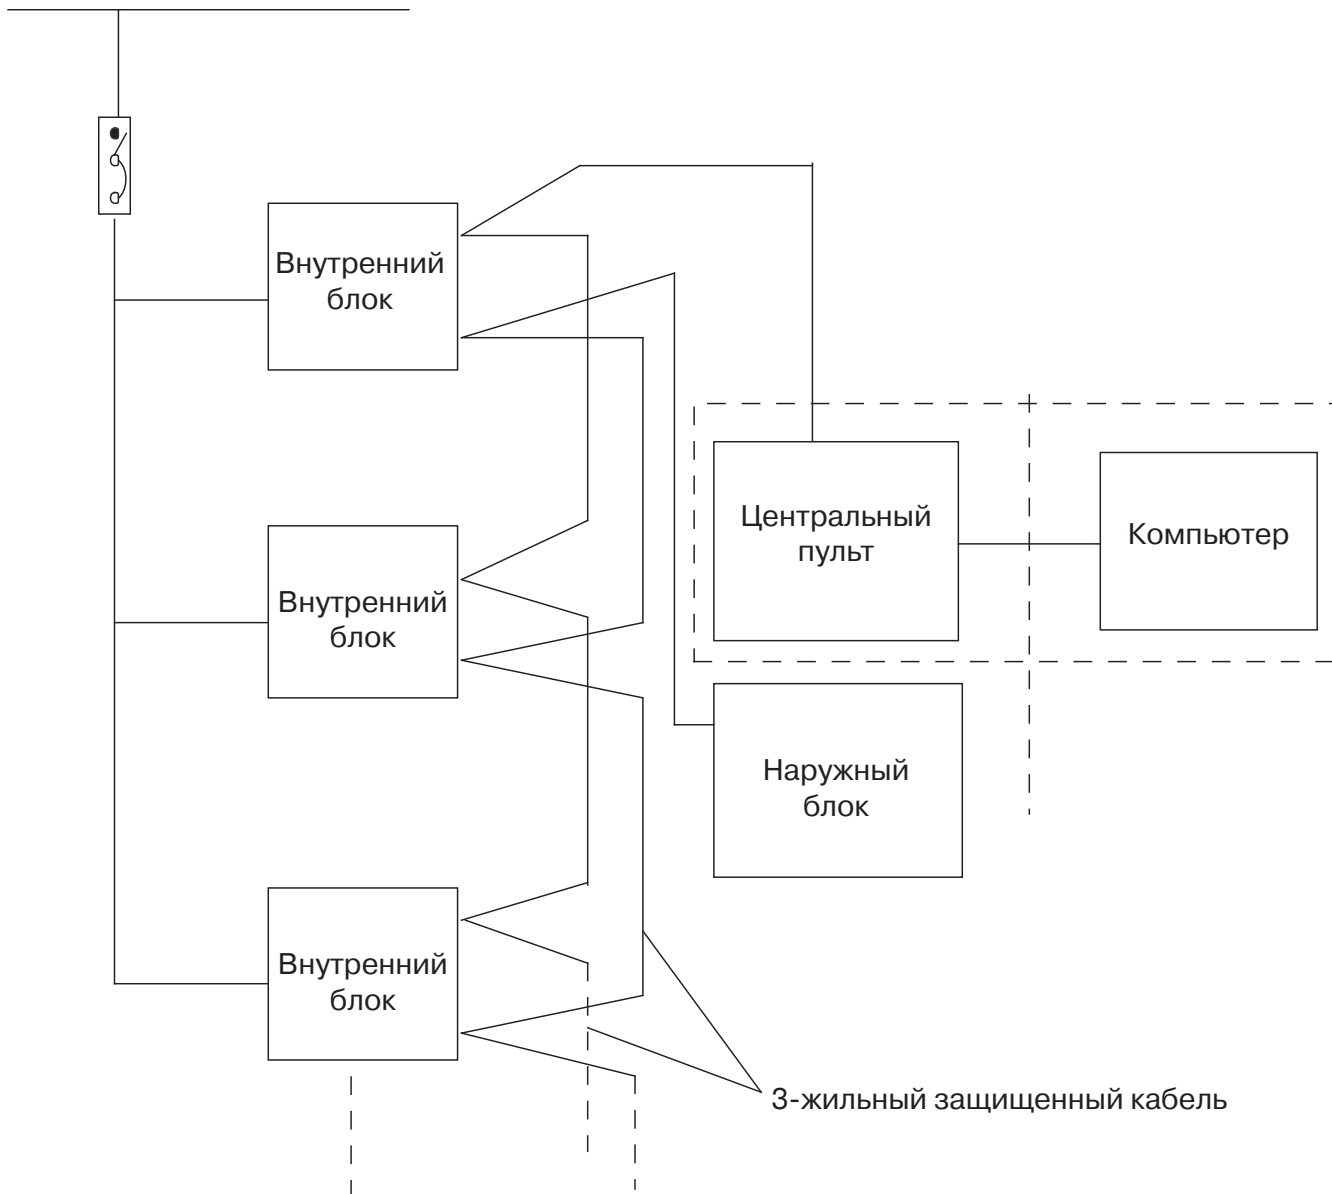 Внутренний
блок
Центральный
пульт
Компьютер
Внутренний
блок
Наружный
блок
Внутренний
блок
3-жильный защищенный кабель